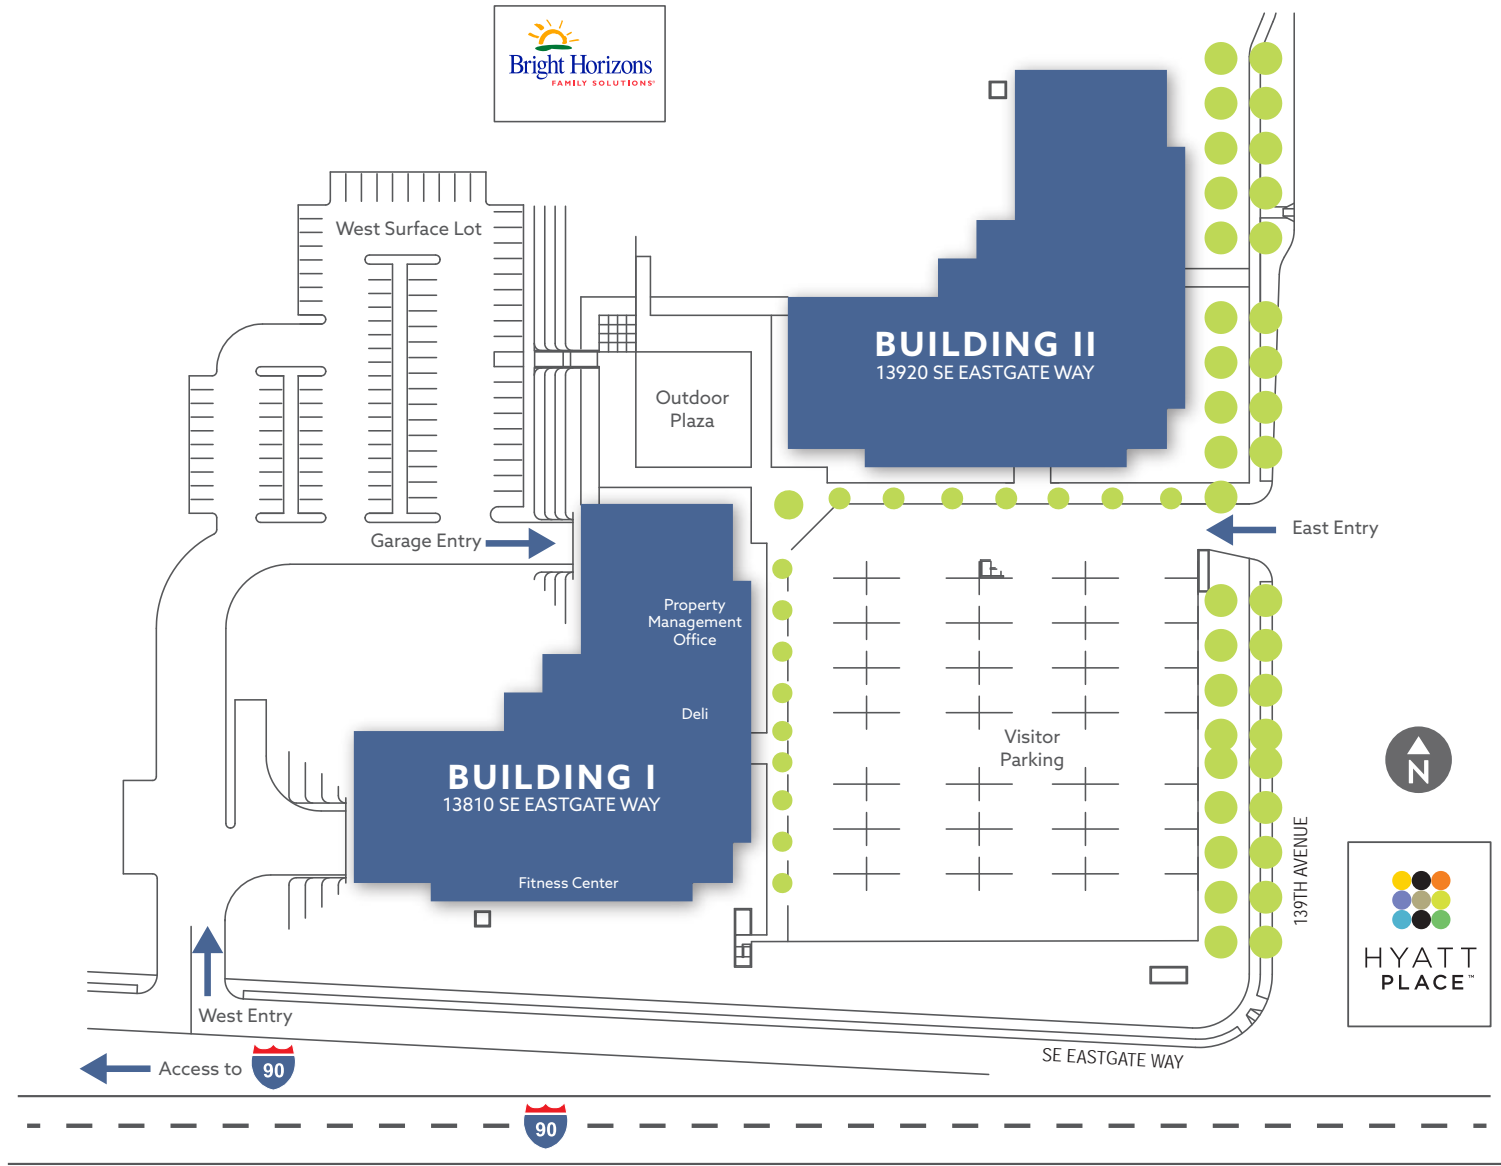 Bright Horizons
FAMILY SOLUTIONS
West Surface Lot
BUILDING II
13920 SE EASTGATE WAY
Outdoor
Plaza
Garage Entry
East Entry
Property
Management
Office
Deli
Visitor
Parking
BUILDING I
13810 SE EASTGATE WAY
Fitness Center
N
139TH AVENUE
HYATT
PLACE™
West Entry
SE EASTGATE WAY
Access to
90
90